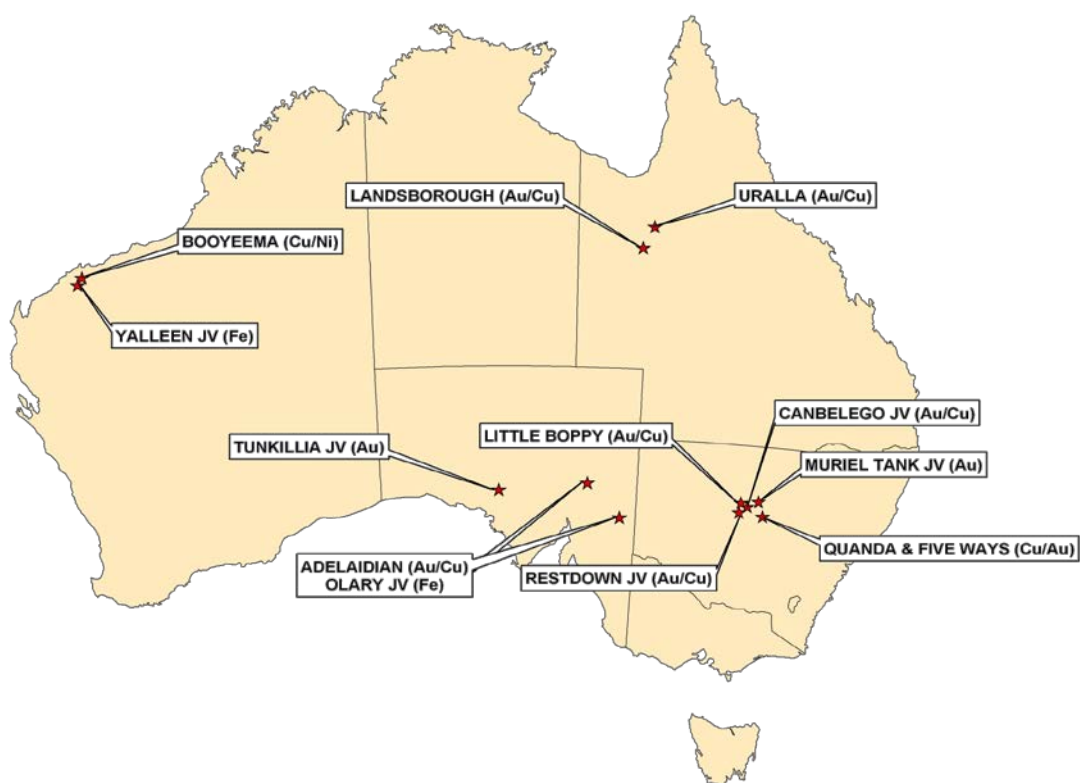 LANDSBOROUGH (Au/Cu)
URALLA (Au/Cu)
BOOYEEMA (Cu/Ni)
YALLEEN JV (Fe)
CANBELEGO JV (Au/Cu)
LITTLE BOPPY (Au/Cu)
TUNKILLIA JV (Au)
MURIEL TANK JV (Au)
QUANDA & FIVE WAYS (Cu/Au)
ADELAIDIAN (Au/Cu)
OLARY JV (Fe)
RESTDOWN JV (Au/Cu)